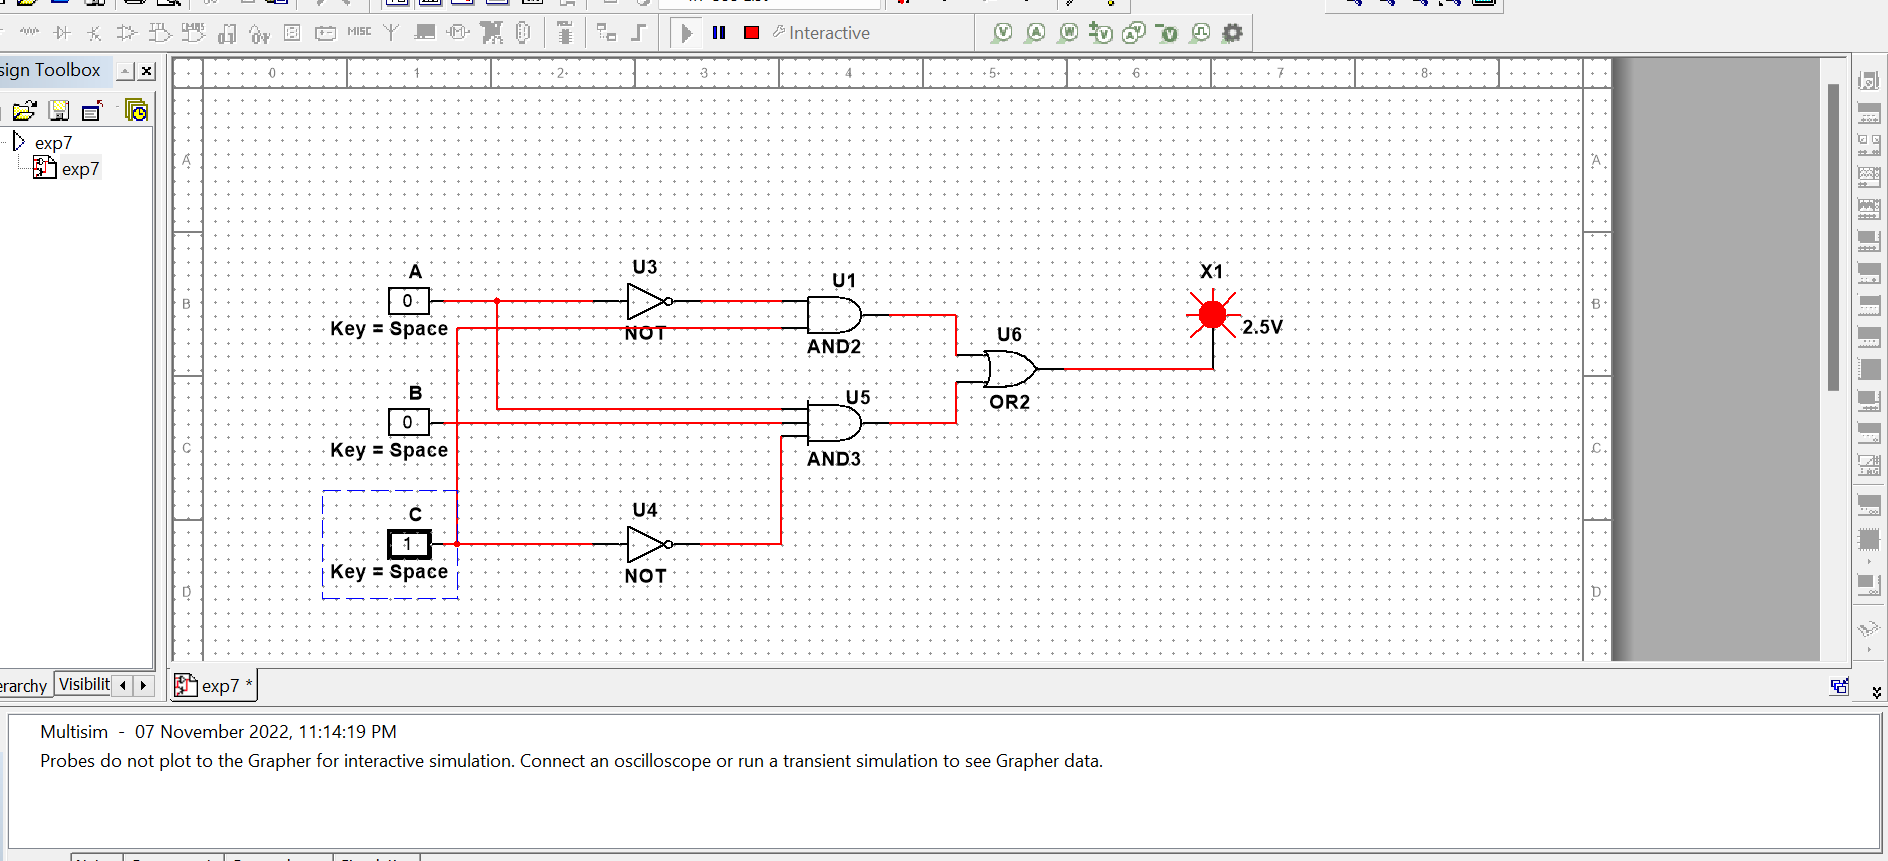 MISC
Interactive
sign Toolbox
exp7
exp7
0 1 2 3 4 5 6 7 8
A A
B B
C C
D D
A
0
Key = Space
U3
NOT
U1
AND2
X1
2.5V
U6
OR2
B
0
Key = Space
U5
AND3
C
1
Key = Space
U4
NOT
erarchy
Visibilit
exp7 *
Multisim - 07 November 2022, 11:14:19 PM
Probes do not plot to the Grapher for interactive simulation. Connect an oscilloscope or run a transient simulation to see Grapher data.